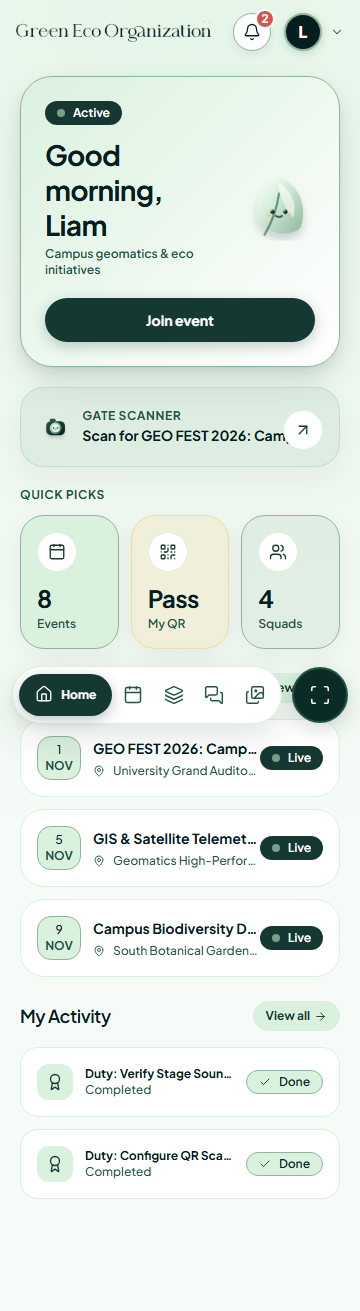 Green Eco Organization
2
L
Active
Good
morning,
Liam
Campus geomatics & eco
initiatives
Join event
GATE SCANNER
Scan for GEO FEST 2026: Cam
QUICK PICKS
8
Events
Pass
My QR
4
Squads
Home
1
NOV
GEO FEST 2026: Camp...
University Grand Audito...
Live
5
NOV
GIS & Satellite Telemet...
Geomatics High-Perfor...
Live
9
NOV
Campus Biodiversity D...
South Botanical Garden...
Live
My Activity
View all →
Duty: Verify Stage Soun...
Completed
Done
Duty: Configure QR Sca...
Completed
Done